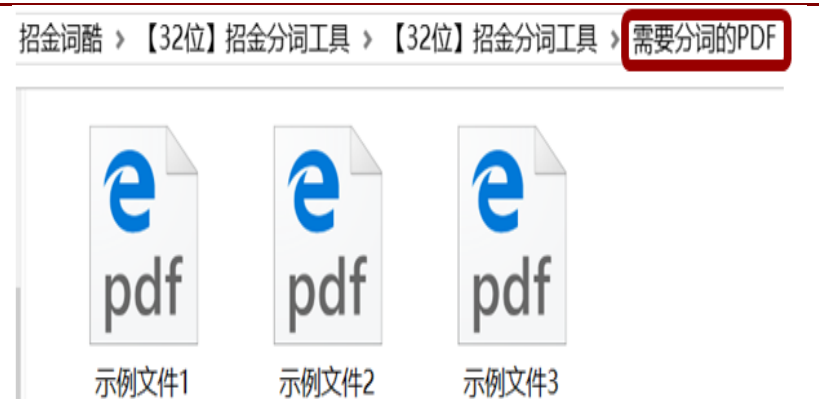 招金词酷 › 【32位】招金分词工具 › 【32位】招金分词工具 › 需要分词的PDF
e e e
pdf pdf pdf
示例文件1 示例文件2 示例文件3